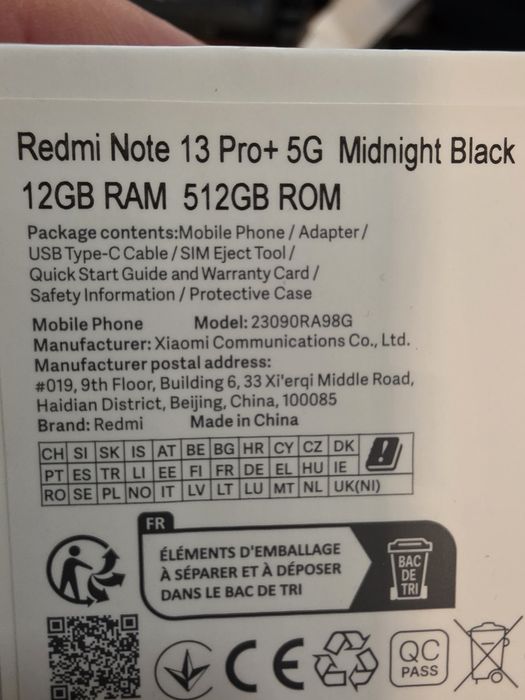 Redmi Note 13 Pro+ 5G Midnight Black
12GB RAM 512GB ROM
Package contents:Mobile Phone / Adapter /
USB Type-C Cable / SIM Eject Tool /
Quick Start Guide and Warranty Card /
Safety Information / Protective Case
Mobile Phone Model: 23090RA98G
Manufacturer: Xiaomi Communications Co., Ltd.
Manufacturer postal address:
#019, 9th Floor, Building 6, 33 Xi'erqi Middle Road,
Haidian District, Beijing, China, 100085
Brand: Redmi Made in China
CH SI SK IS AT BE BG HR CY CZ DK
PT ES TR LI EE FI FR DE EL HU IE
RO SE PL NO IT LV LT LU MT NL UK(NI)
FR
ÉLÉMENTS D'EMBALLAGE
À SÉPARER ET À DÉPOSER
DANS LE BAC DE TRI
BAC
DE
TRI
CE
QC
PASS